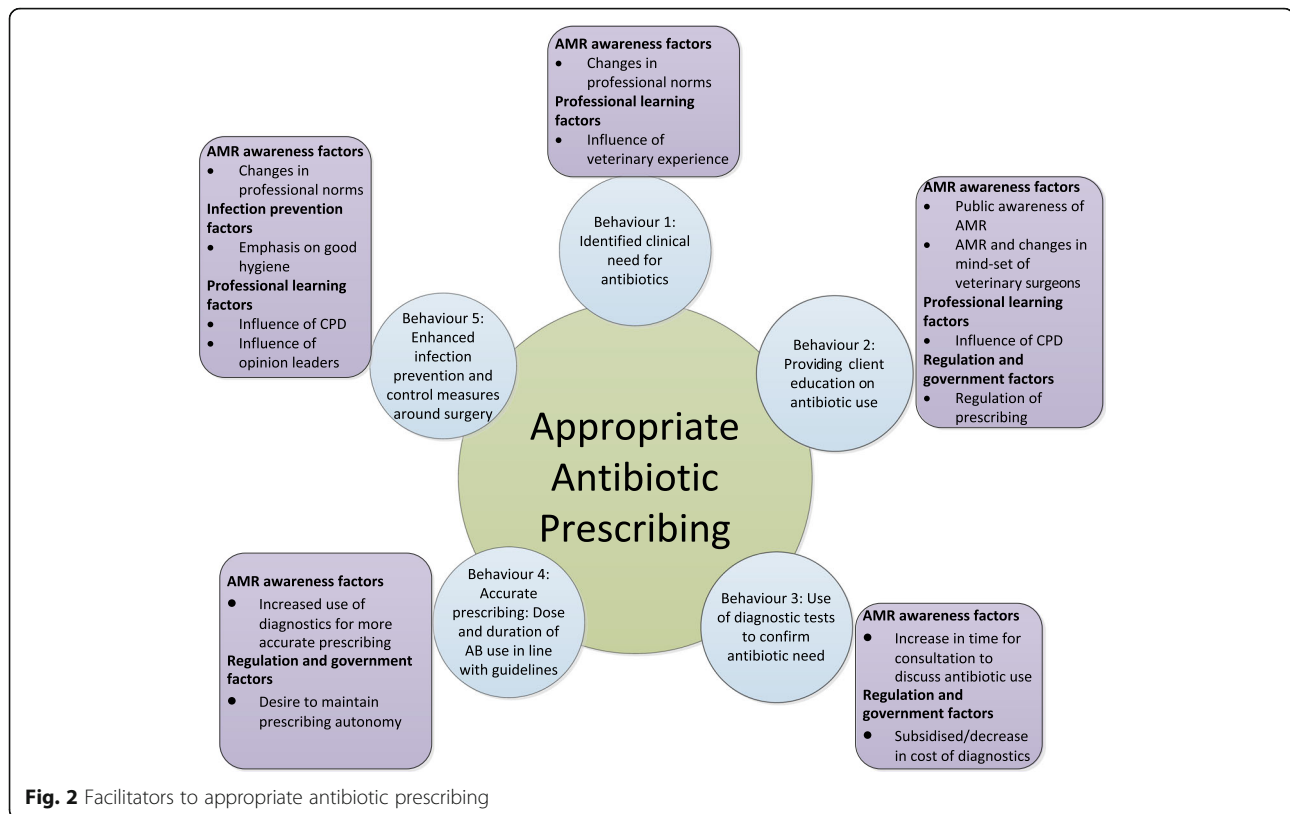 AMR awareness factors
• Changes in
professional norms
Professional learning
factors
• Influence of
veterinary experience
Behaviour 1:
Identified clinical
need for
antibiotics
AMR awareness factors
• Public awareness of
AMR
• AMR and changes in
mind-set of
veterinary surgeons
Professional learning
factors
• Influence of CPD
Regulation and
government factors
• Regulation of
prescribing
Behaviour 2:
Providing client
education on
antibiotic use
AMR awareness factors
• Increase in time for
consultation to
discuss antibiotic use
Regulation and
government factors
• Subsidised/decrease
in cost of diagnostics
Behaviour 3: Use
of diagnostic tests
to confirm
antibiotic need
AMR awareness factors
• Increased use of
diagnostics for more
accurate prescribing
Regulation and government
factors
• Desire to maintain
prescribing autonomy
Behaviour 4:
Accurate
prescribing: Dose
and duration of
AB use in line
with guidelines
AMR awareness factors
• Changes in
professional norms
Infection prevention
factors
• Emphasis on good
hygiene
Professional learning
factors
• Influence of CPD
• Influence of
opinion leaders
Behaviour 5:
Enhanced
infection
prevention and
control measures
around surgery
Appropriate
Antibiotic
Prescribing
Fig. 2 Facilitators to appropriate antibiotic prescribing